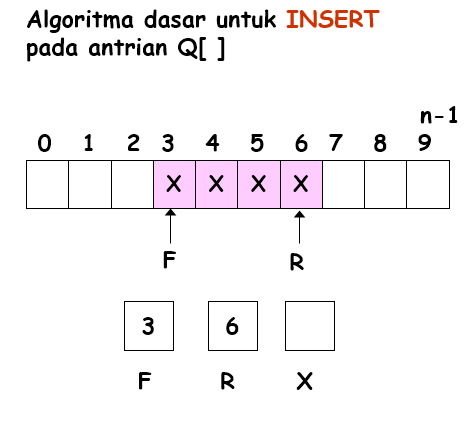 Algoritma dasar untuk INSERT
pada antrian Q[ ]
n-1
0 1 2 3 4 5 6 7 8 9
X X X X
F R
3 6
F R X